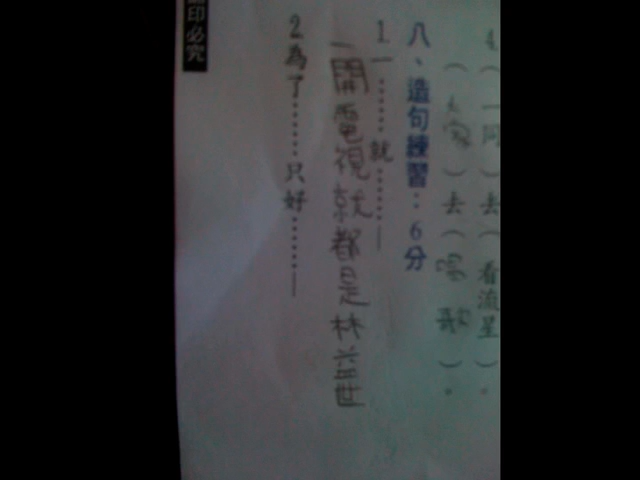 4.（一同）去（看流星）。
（大家）去（唱歌）。
八、造句練習：6分
1.一……就……
一開電視就都是林益世
2.為了……只好……
印必究